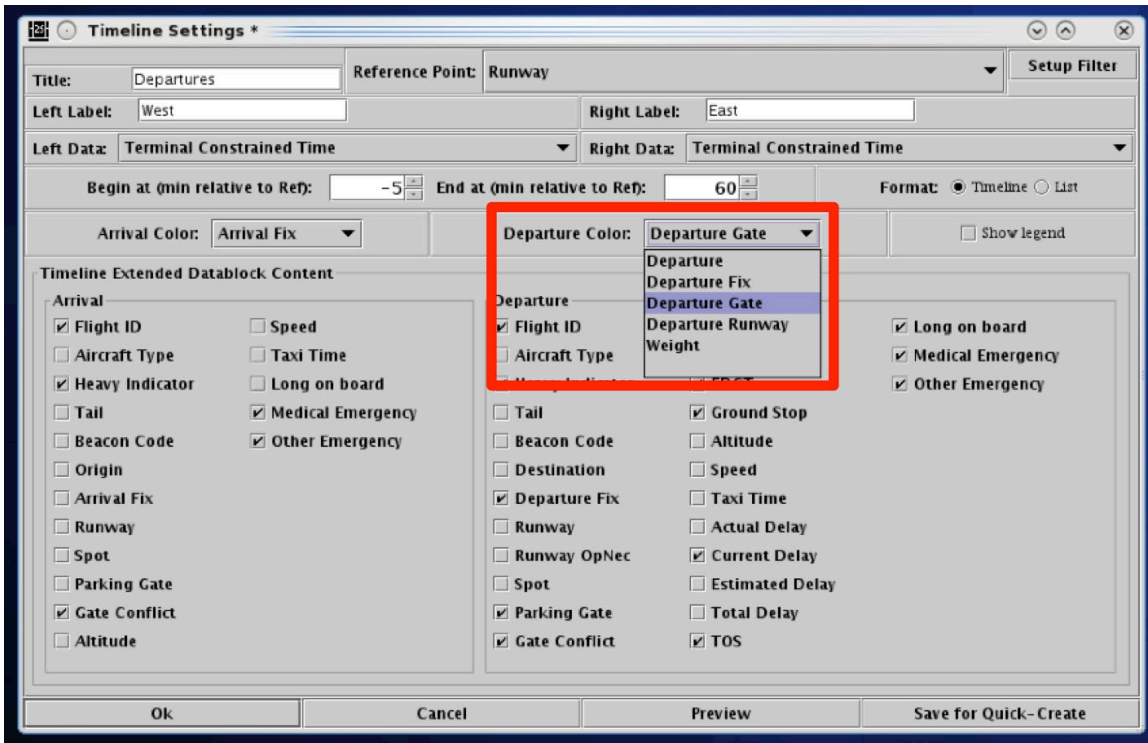 Timeline Settings *
Title: Departures Reference Point: Runway Setup Filter
Left Label: West Right Label: East
Left Data: Terminal Constrained Time Right Data: Terminal Constrained Time
Begin at (min relative to Ref): -5 End at (min relative to Ref): 60 Format: Timeline List
Arrival Color: Arrival Fix Departure Color: Departure Gate Show legend
Departure
Departure Fix
Departure Gate
Departure Runway
Weight
Timeline Extended Datablock Content
Arrival
Flight ID
Aircraft Type
Heavy Indicator
Tail
Beacon Code
Origin
Arrival Fix
Runway
Spot
Parking Gate
Gate Conflict
Altitude
Speed
Taxi Time
Long on board
Medical Emergency
Other Emergency
Departure
Flight ID
Aircraft Type
Heavy Indicator
Tail
Beacon Code
Destination
Departure Fix
Runway
Runway OpNec
Spot
Parking Gate
Gate Conflict
Ground Stop
Altitude
Speed
Taxi Time
Actual Delay
Current Delay
Estimated Delay
Total Delay
TOS
Long on board
Medical Emergency
Other Emergency
Ok Cancel Preview Save for Quick-Create